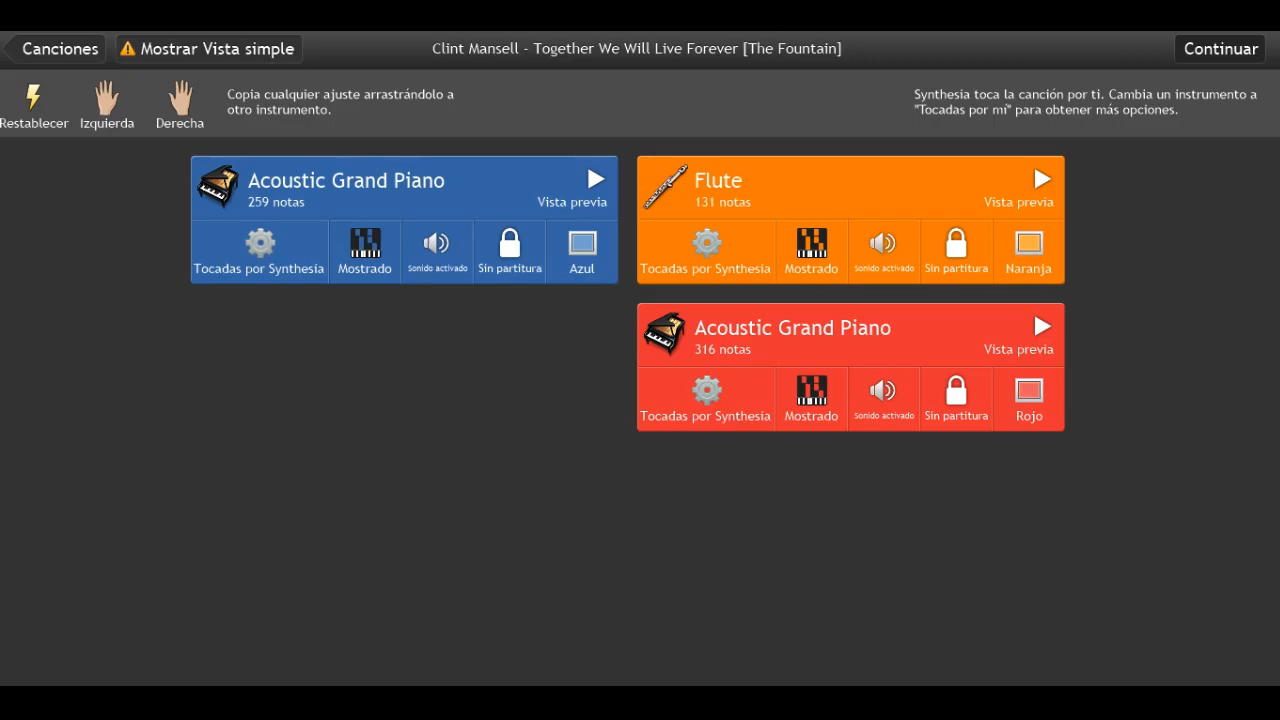 Canciones
Mostrar Vista simple
Clint Mansell - Together We Will Live Forever [The Fountain]
Continuar
Restablecer
Izquierda
Derecha
Copia cualquier ajuste arrastrándolo a
otro instrumento.
Synthesia toca la canción por ti. Cambia un instrumento a
"Tocadas por mí" para obtener más opciones.
Acoustic Grand Piano
259 notas
Vista previa
Tocadas por Synthesia
Mostrado
Sonido activado
Sin partitura
Azul
Flute
131 notas
Vista previa
Tocadas por Synthesia
Mostrado
Sonido activado
Sin partitura
Naranja
Acoustic Grand Piano
316 notas
Vista previa
Tocadas por Synthesia
Mostrado
Sonido activado
Sin partitura
Rojo